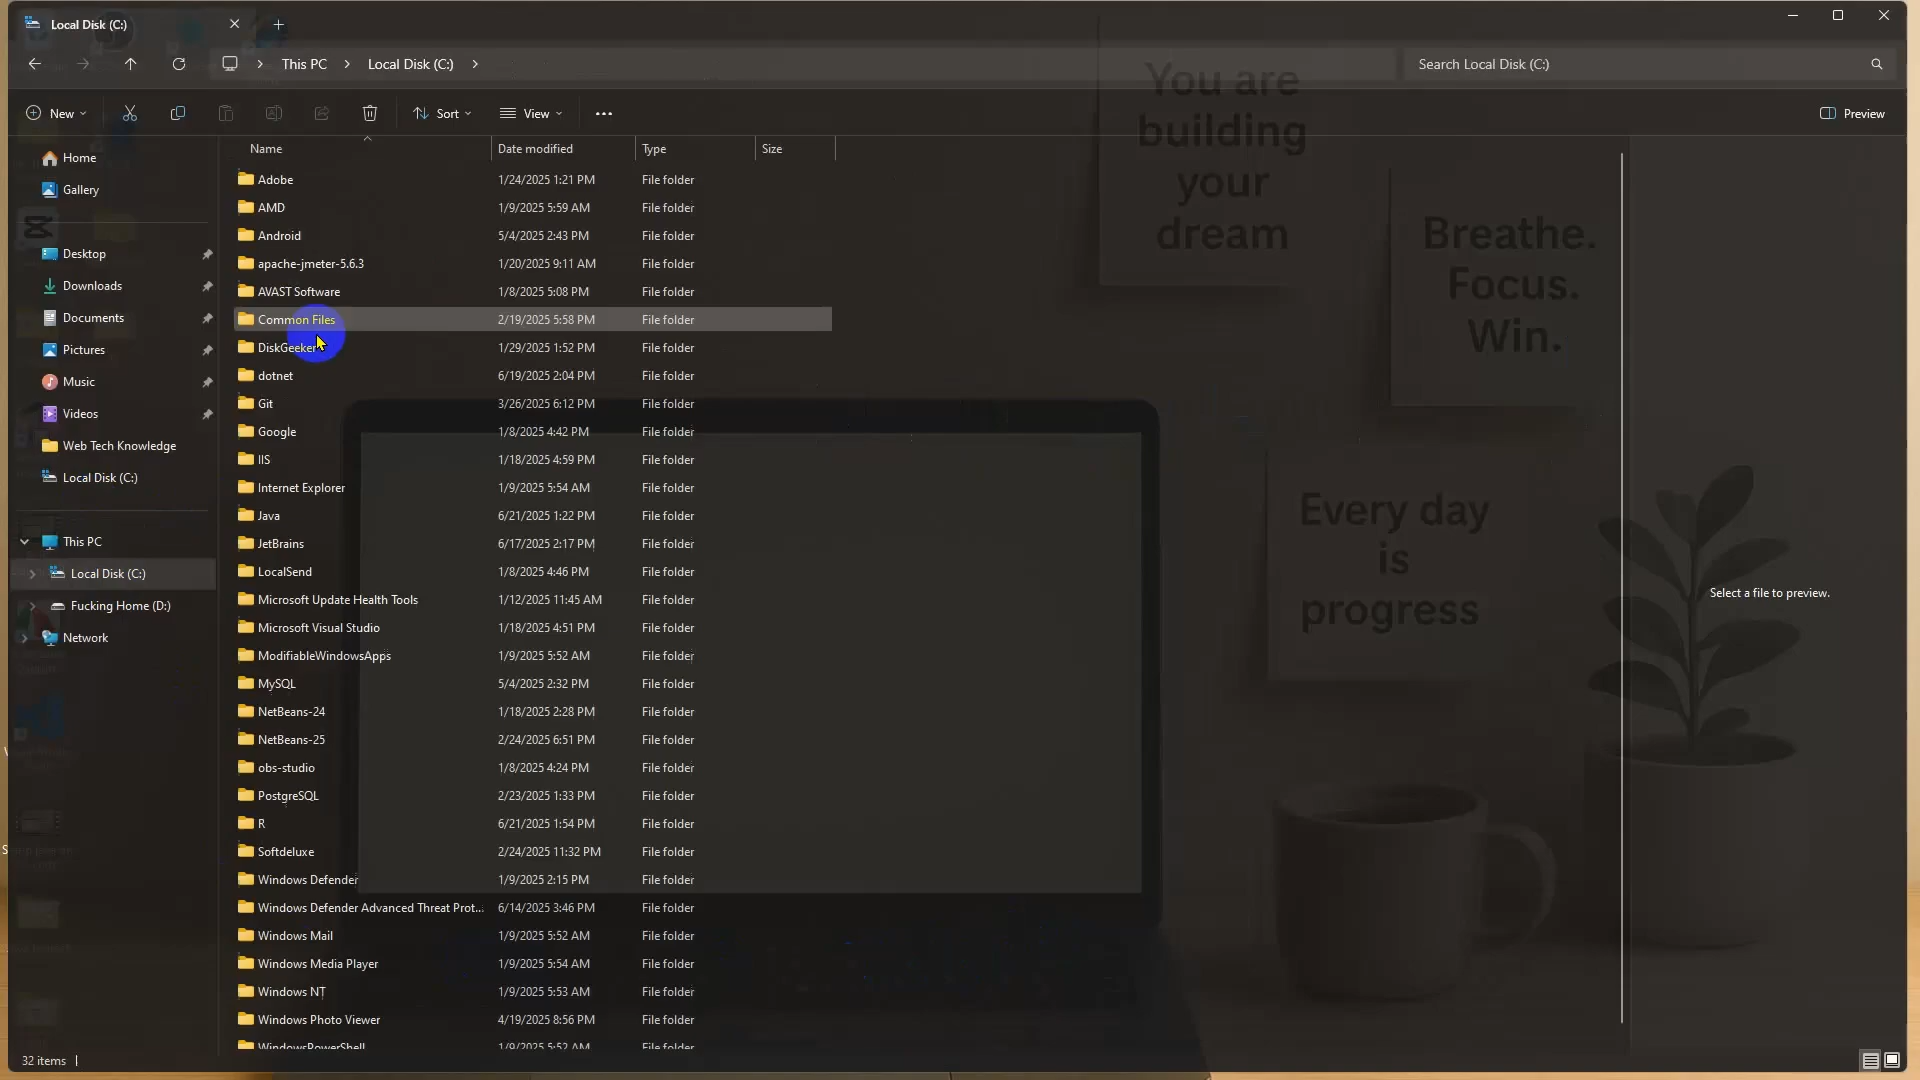 Local Disk (C:)
This PC
Local Disk (C:)
Search Local Disk (C:)
New
Sort
View
Preview
Home
Gallery
Desktop
Downloads
Documents
Pictures
Music
Videos
Web Tech Knowledge
Local Disk (C:)
This PC
Local Disk (C:)
Fucking Home (D:)
Network
Name Date modified Type Size
Adobe 1/24/2025 1:21 PM File folder
AMD 1/9/2025 5:59 AM File folder
Android 5/4/2025 2:43 PM File folder
apache-jmeter-5.6.3 1/20/2025 9:11 AM File folder
AVAST Software 1/8/2025 5:08 PM File folder
Common Files 2/19/2025 5:58 PM File folder
DiskGeeker 1/29/2025 1:52 PM File folder
dotnet 6/19/2025 2:04 PM File folder
Git 3/26/2025 6:12 PM File folder
Google 1/8/2025 4:42 PM File folder
IIS 1/18/2025 4:59 PM File folder
Internet Explorer 1/9/2025 5:54 AM File folder
Java 6/21/2025 1:22 PM File folder
JetBrains 6/17/2025 2:17 PM File folder
LocalSend 1/8/2025 4:46 PM File folder
Microsoft Update Health Tools 1/12/2025 11:45 AM File folder
Microsoft Visual Studio 1/18/2025 4:51 PM File folder
ModifiableWindowsApps 1/9/2025 5:52 AM File folder
MySQL 5/4/2025 2:32 PM File folder
NetBeans-24 1/18/2025 2:28 PM File folder
NetBeans-25 2/24/2025 6:51 PM File folder
obs-studio 1/8/2025 4:24 PM File folder
PostgreSQL 2/23/2025 1:33 PM File folder
R 6/21/2025 1:54 PM File folder
Softdeluxe 2/24/2025 11:32 PM File folder
Windows Defender 1/9/2025 2:15 PM File folder
Windows Defender Advanced Threat Prot... 6/14/2025 3:46 PM File folder
Windows Mail 1/9/2025 5:52 AM File folder
Windows Media Player 1/9/2025 5:54 AM File folder
Windows NT 1/9/2025 5:53 AM File folder
Windows Photo Viewer 4/19/2025 8:56 PM File folder
WindowsPowerShell 1/9/2025 5:52 AM File folder
You are
building
your
dream
Breathe.
Focus.
Win.
Every day
is
progress
Select a file to preview.
32 items